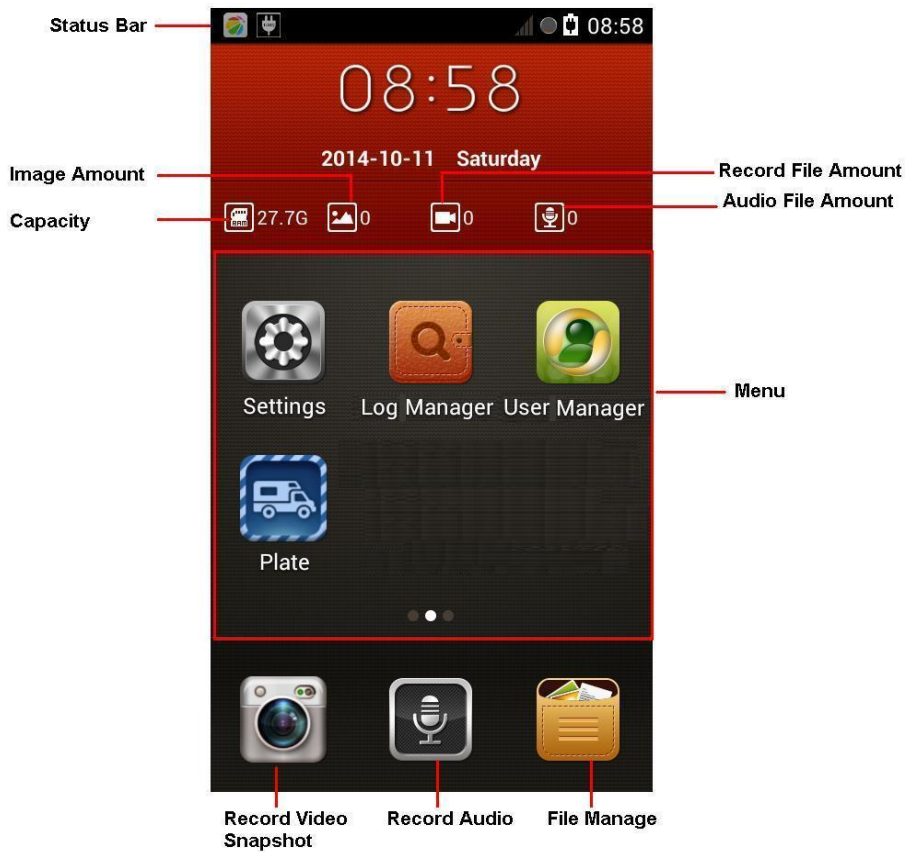 Status Bar
08:58
08:58
2014-10-11 Saturday
Image Amount
Record File Amount
Capacity
Audio File Amount
27.7G
0
0
0
Settings
Log Manager
User Manager
Menu
Plate
Record Video
Snapshot
Record Audio
File Manage